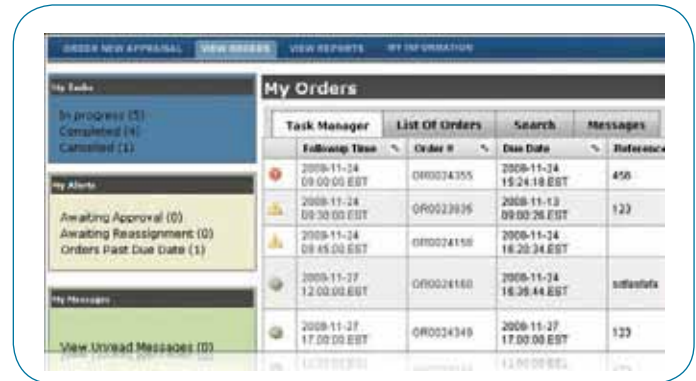 ORDER NEW APPRAISAL VIEW ORDERS VIEW REPORTS MY INFORMATION
My Tasks
In progress (5)
Completed (4)
Cancelled (1)
My Alerts
Awaiting Approval (0)
Awaiting Reassignment (0)
Orders Past Due Date (1)
My Messages
View Unread Messages (0)
My Orders
Task Manager List Of Orders Search Messages
Followup Time Order # Due Date Reference
2008-11-24 2008-11-24
09:00:00 EST OR0024355 15:24:18 EST 456
2008-11-24 2008-11-13
09:30:00 EST 09:00:26 EST 123
2008-11-24 2008-11-24
09:45:00 EST 16:20:34 EST
2008-11-27 2008-11-24
12:00:00 EST OR0024160 16:36:44 EST
2008-11-27 2008-11-27
17:00:00 EST OR0024349 17:00:00 EST 123